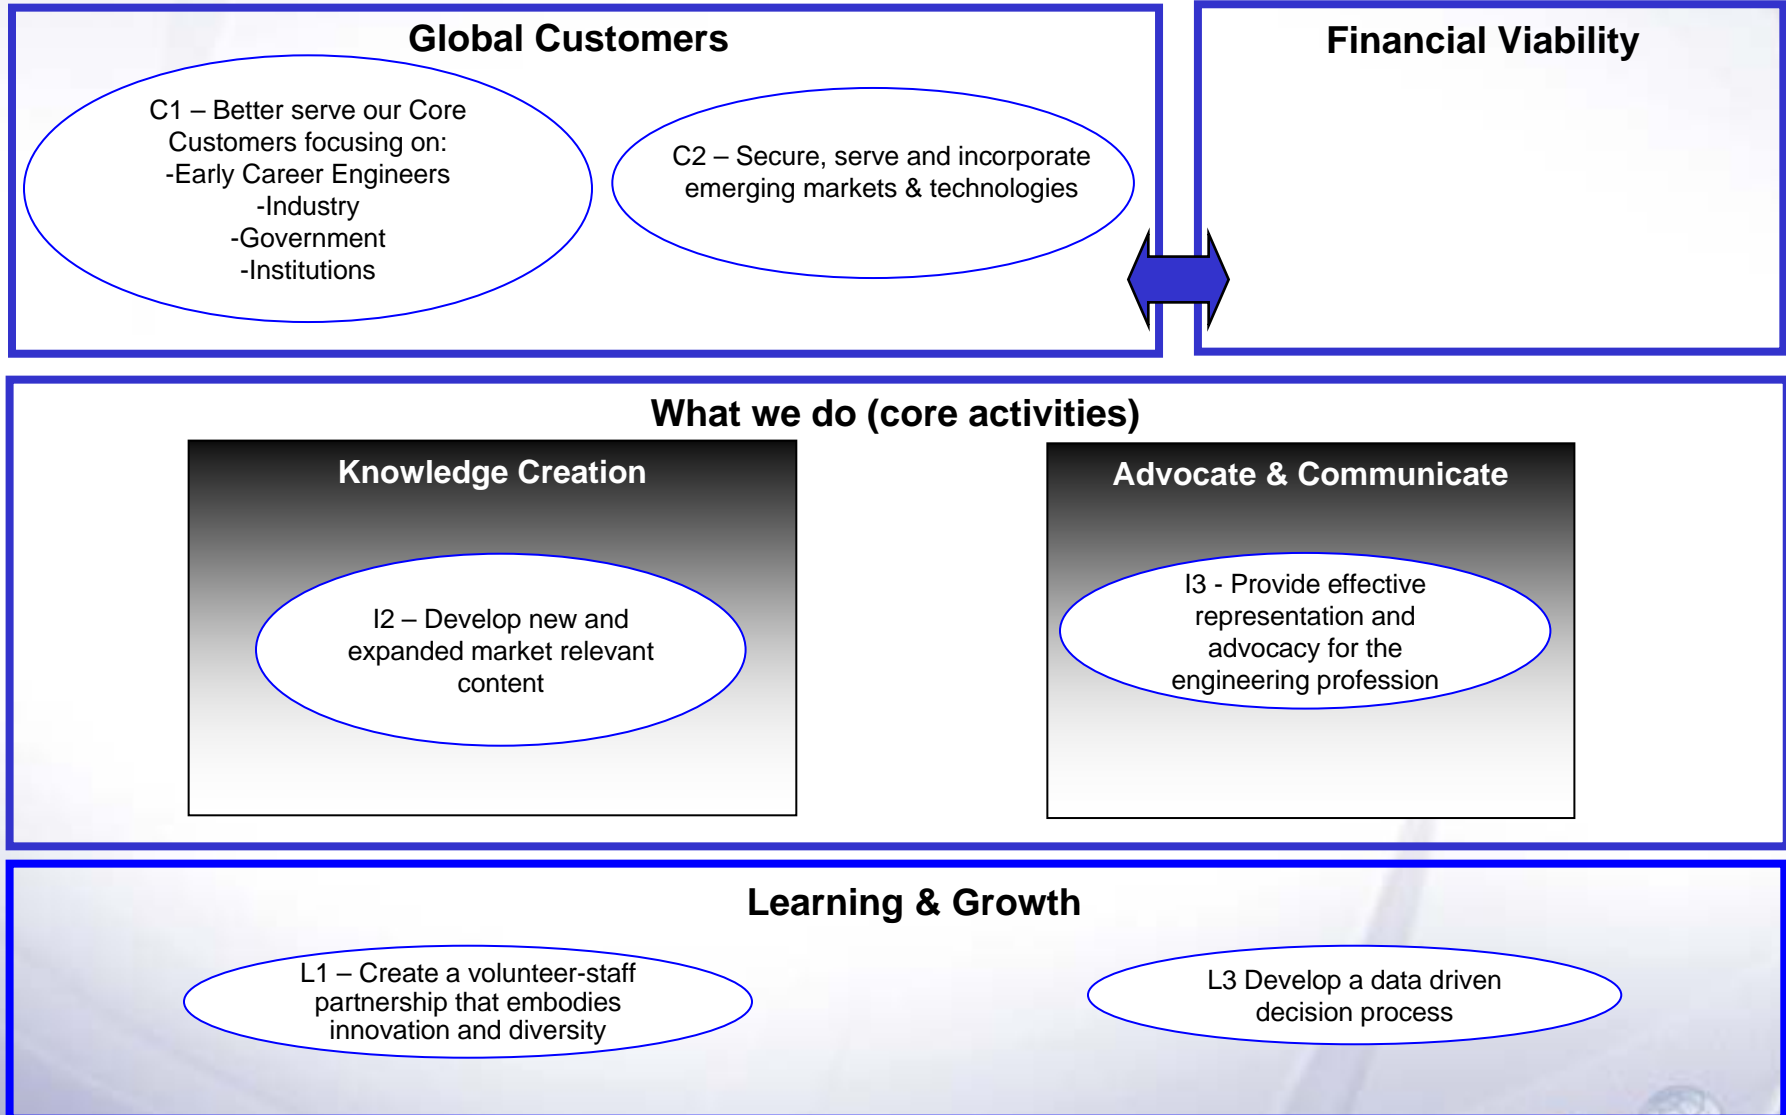 Global Customers
C1 – Better serve our Core
Customers focusing on:
-Early Career Engineers
-Industry
-Government
-Institutions
C2 – Secure, serve and incorporate
emerging markets & technologies
Financial Viability
What we do (core activities)
Knowledge Creation
I2 – Develop new and
expanded market relevant
content
Advocate & Communicate
I3 - Provide effective
representation and
advocacy for the
engineering profession
Learning & Growth
L1 – Create a volunteer-staff
partnership that embodies
innovation and diversity
L3 Develop a data driven
decision process